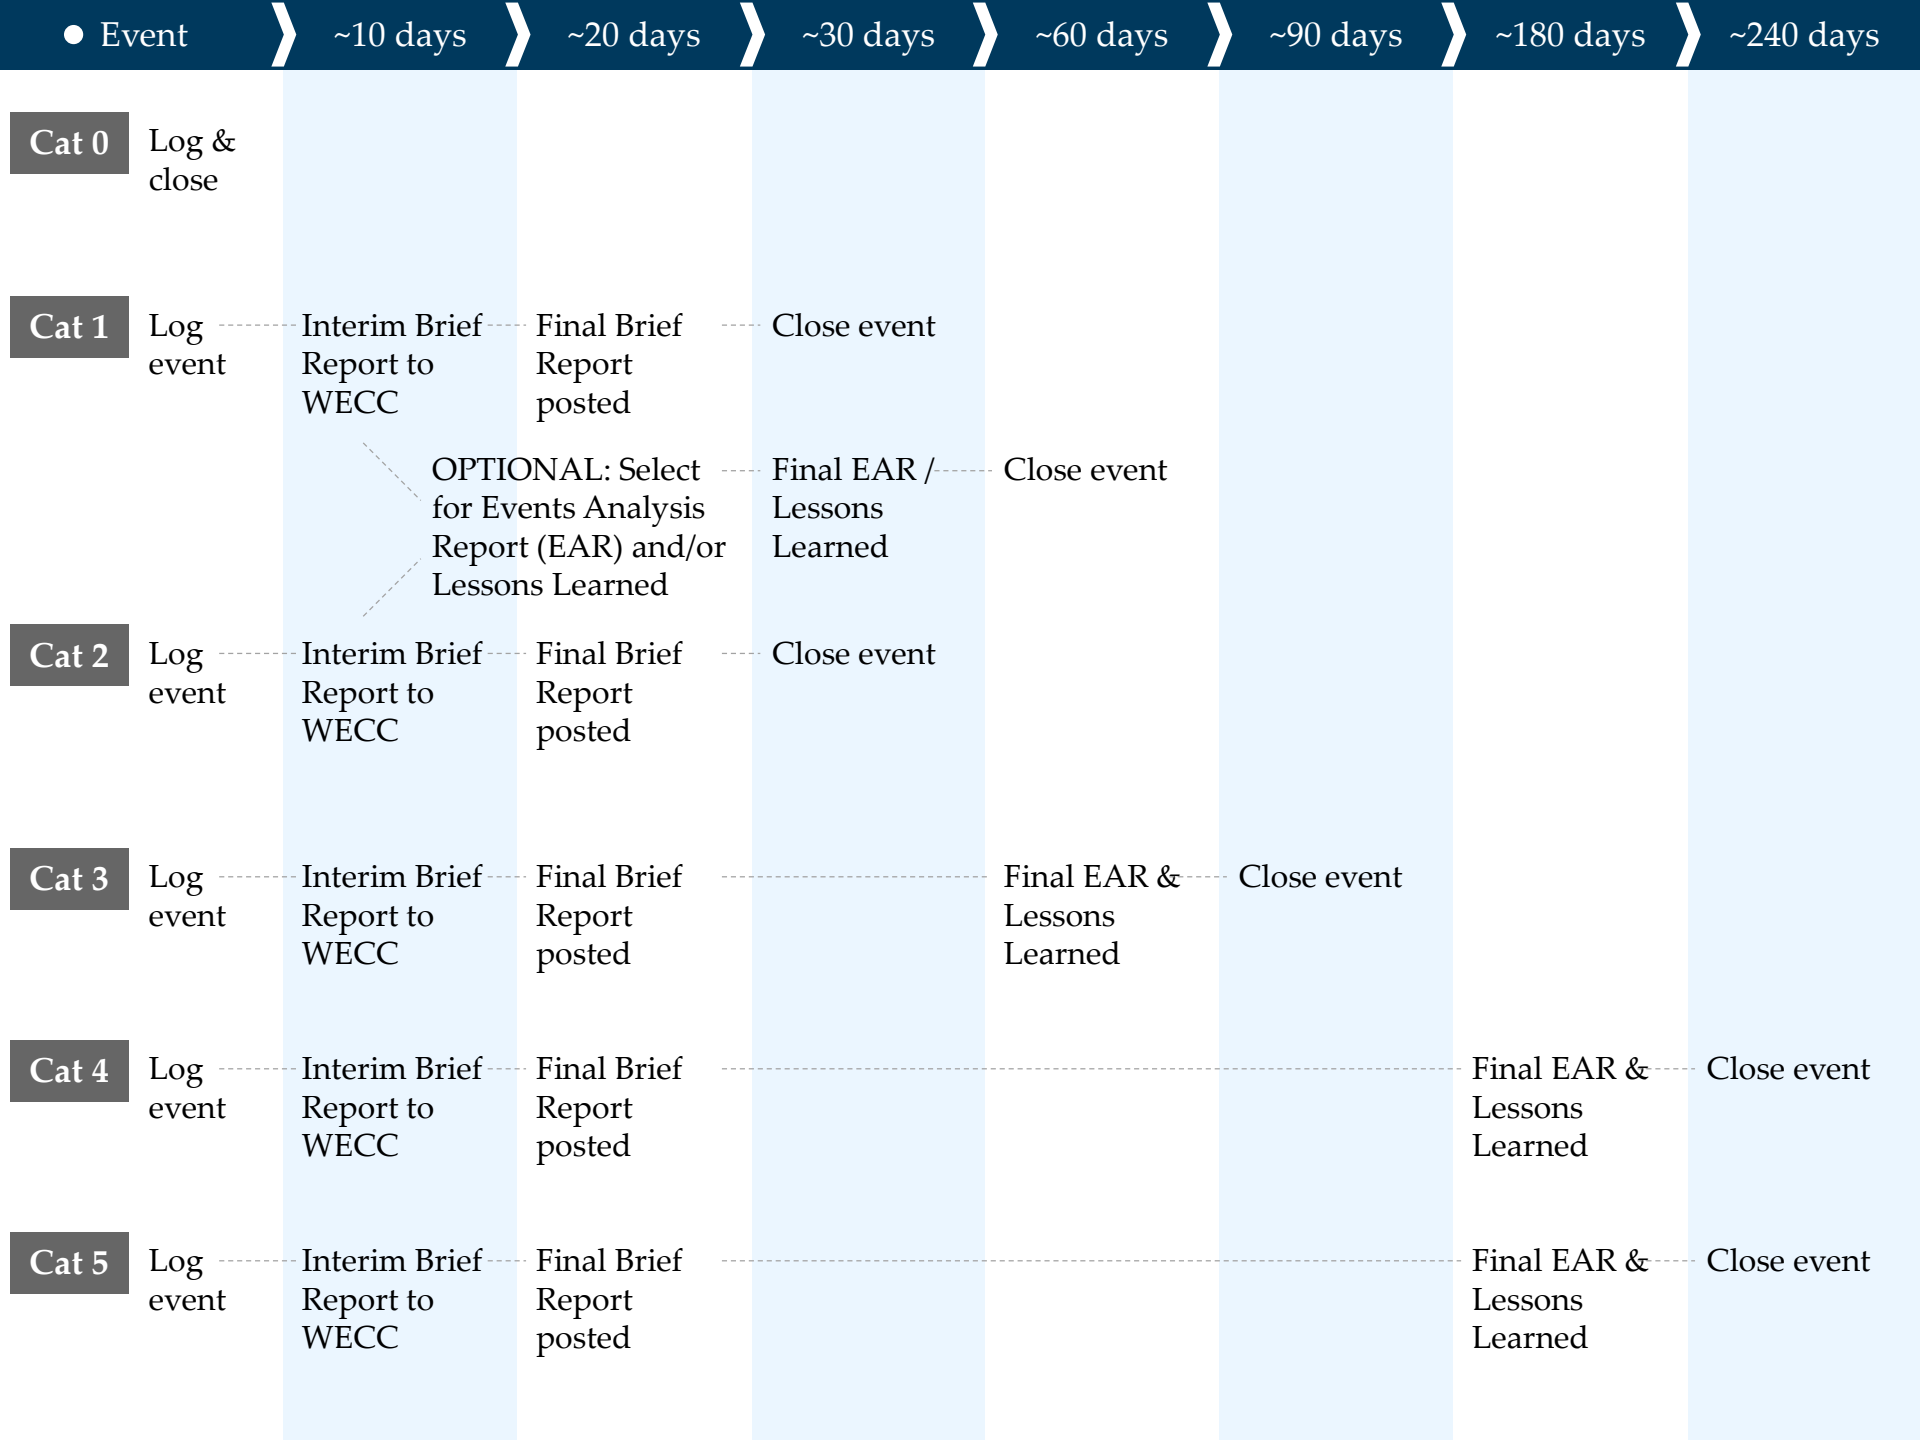 ● Event ~10 days ~20 days ~30 days ~60 days ~90 days ~180 days ~240 days
Cat 0
Log &
close
Cat 1
Log
event
Interim Brief
Report to
WECC
Final Brief
Report
posted
Close event
OPTIONAL: Select
for Events Analysis
Report (EAR) and/or
Lessons Learned
Final EAR /
Lessons
Learned
Close event
Cat 2
Log
event
Interim Brief
Report to
WECC
Final Brief
Report
posted
Close event
Cat 3
Log
event
Interim Brief
Report to
WECC
Final Brief
Report
posted
Final EAR &
Lessons
Learned
Close event
Cat 4
Log
event
Interim Brief
Report to
WECC
Final Brief
Report
posted
Final EAR &
Lessons
Learned
Close event
Cat 5
Log
event
Interim Brief
Report to
WECC
Final Brief
Report
posted
Final EAR &
Lessons
Learned
Close event